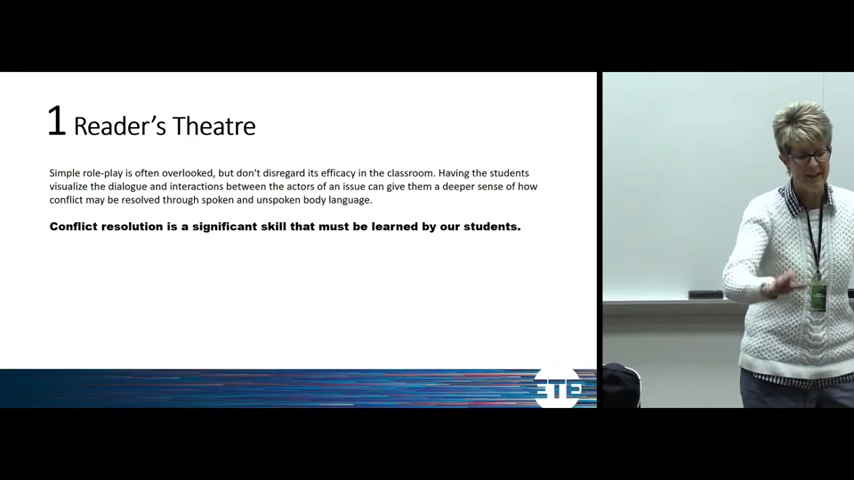 1 Reader's Theatre
Simple role-play is often overlooked, but don't disregard its efficacy in the classroom. Having the students
visualize the dialogue and interactions between the actors of an issue can give them a deeper sense of how
conflict may be resolved through spoken and unspoken body language.
Conflict resolution is a significant skill that must be learned by our students.
ETE